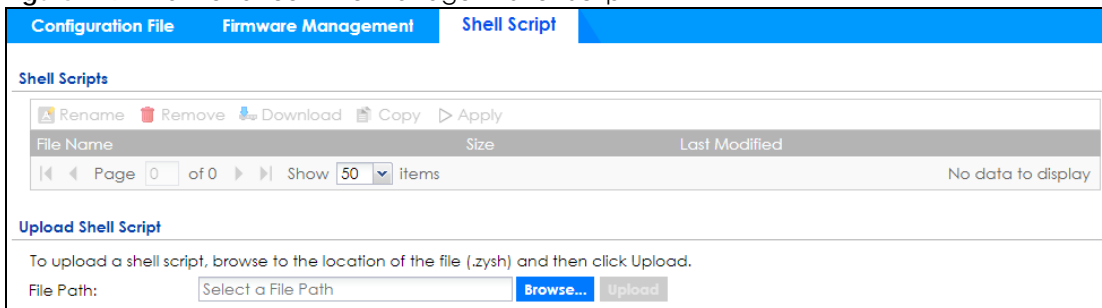 Configuration File Firmware Management Shell Script
Shell Scripts
Rename Remove Download Copy Apply
File Name Size Last Modified
Page 0 of 0 Show 50 items No data to display
Upload Shell Script
To upload a shell script, browse to the location of the file (.zysh) and then click Upload.
File Path: Select a File Path Browse... Upload